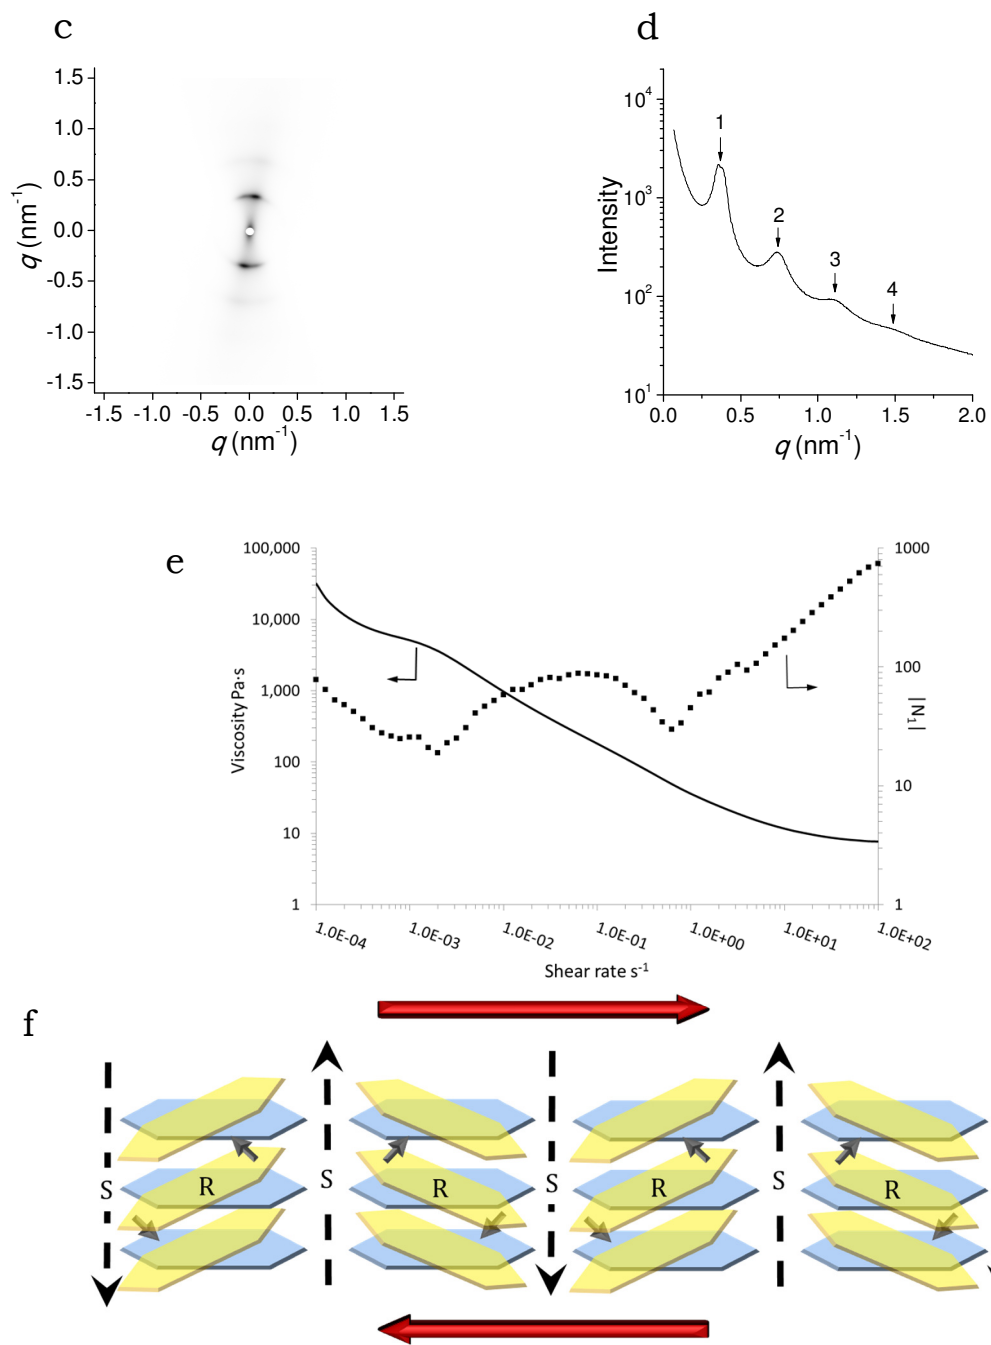 c
d
1.5
1.0
0.5
0.0
-0.5
-1.0
-1.5
q (nm-1)
-1.5 -1.0 -0.5 0.0 0.5 1.0 1.5
q (nm-1)
104
103
102
101
Intensity
1
2
3
4
0.0 0.5 1.0 1.5 2.0
q (nm-1)
e
100,000
10,000
1,000
100
10
1
Viscosity Pa·s
1000
100
10
1
|N1|
1.0E-04 1.0E-03 1.0E-02 1.0E-01 1.0E+00 1.0E+01 1.0E+02
Shear rate s-1
f
S R S R S R S R